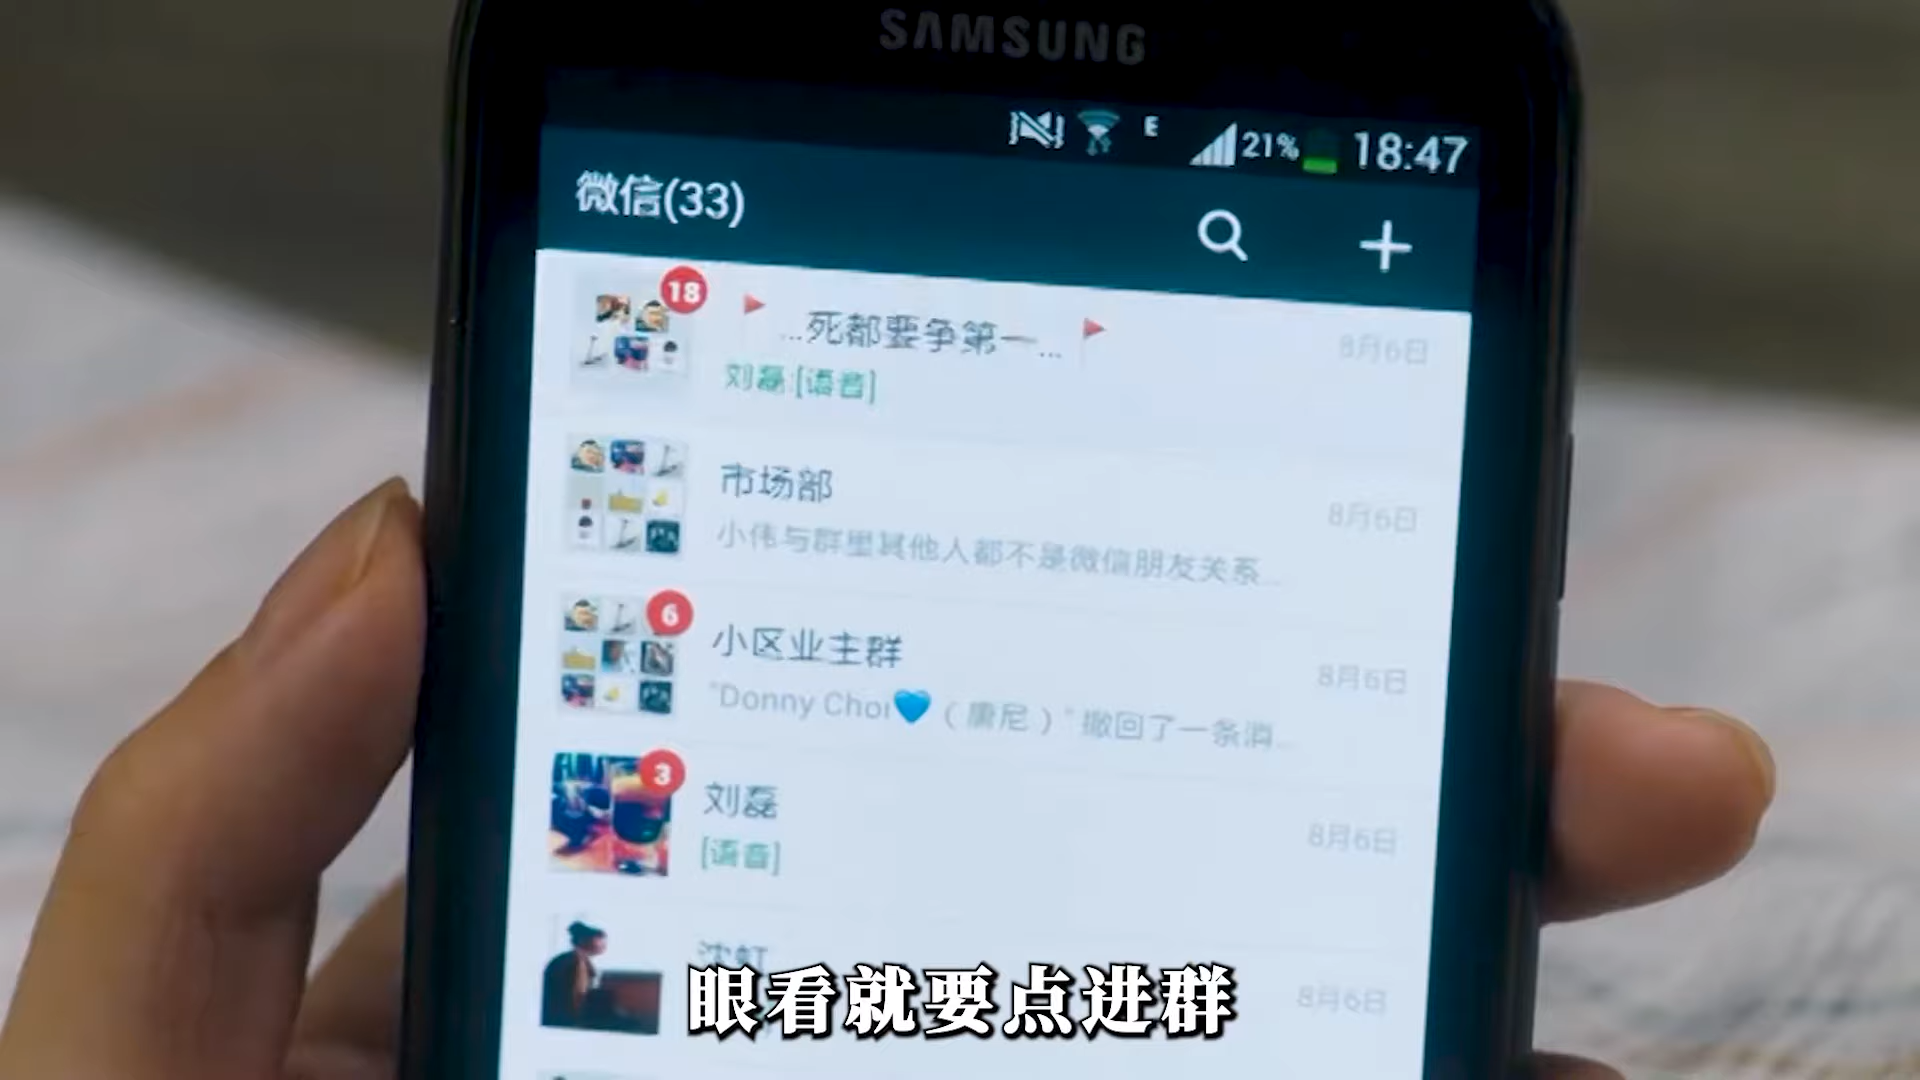 SAMSUNG
E 21% 18:47
微信(33)
18
...死都要争第一... 8月6日
刘磊:[语音]
市场部 8月6日
小伟与群里其他人都不是微信朋友关系...
6
小区业主群 8月6日
"Donny Choi💙（唐尼）" 撤回了一条消...
3
刘磊 8月6日
[语音]
沈虹 8月6日
眼看就要点进群